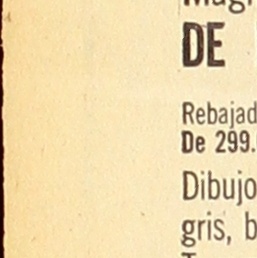 DE
Rebajad
De 299.
Dibujo
gris, b